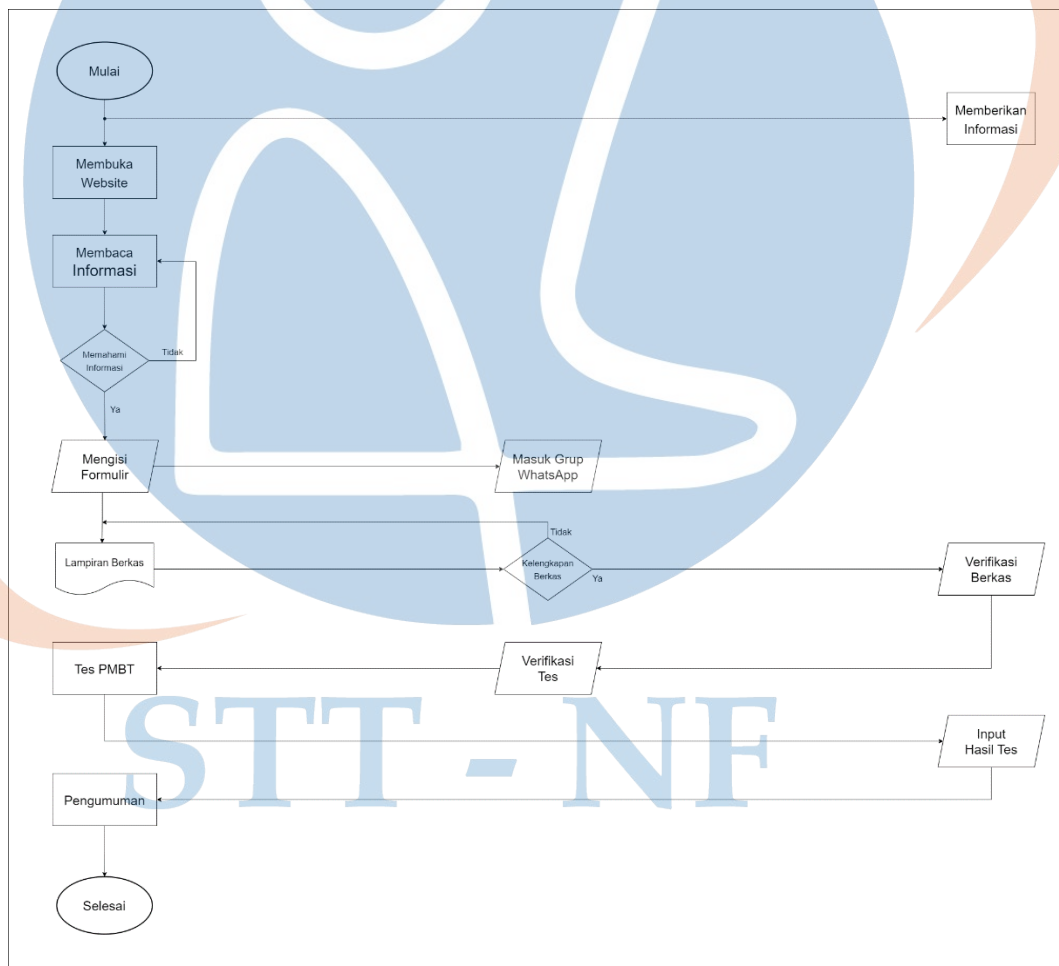 Mulai
Memberikan
Informasi
Membuka
Website
Membaca
Informasi
Memahami
Informasi
Tidak
Ya
Mengisi
Formulir
Masuk Grup
WhatsApp
Tidak
Lampiran Berkas
Kelengkapan
Berkas
Ya
Verifikasi
Berkas
Tes PMBT
Verifikasi
Tes
STT - NF
Input
Hasil Tes
Pengumuman
Selesai